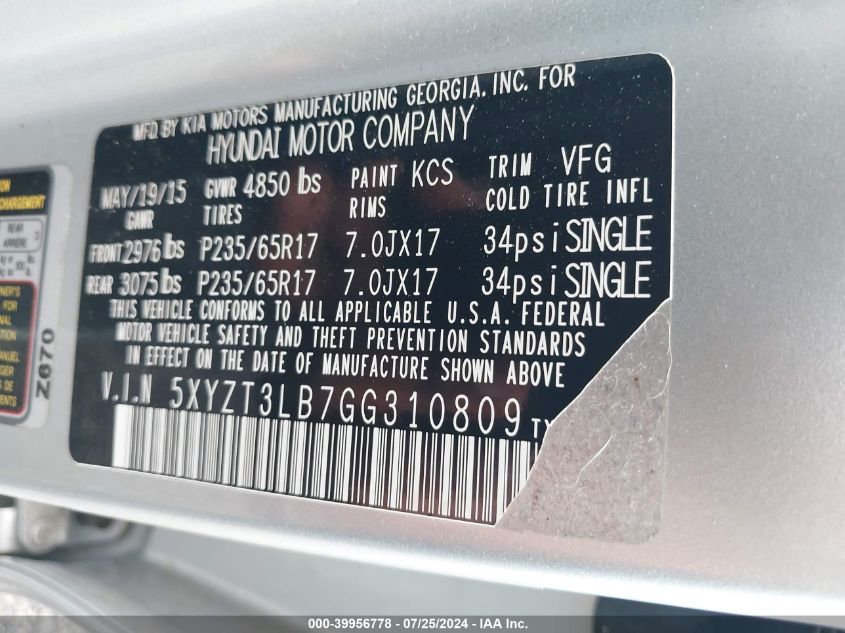 MFD BY KIA MOTORS MANUFACTURING GEORGIA, INC. FOR
HYUNDAI MOTOR COMPANY
MAY/19/15 GVWR 4850 lbs PAINT KCS TRIM VFG
GAWR TIRES RIMS COLD TIRE INFL
FRONT 2976 lbs P235/65R17 7.0JX17 34psi SINGLE
REAR 3075 lbs P235/65R17 7.0JX17 34psi SINGLE
THIS VEHICLE CONFORMS TO ALL APPLICABLE U.S.A. FEDERAL
MOTOR VEHICLE SAFETY AND THEFT PREVENTION STANDARDS
IN EFFECT ON THE DATE OF MANUFACTURE SHOWN ABOVE
V.I.N 5XYZT3LB7GG310809
REAR
ARRIERE
Z670
000-39956778 - 07/25/2024 - IAA Inc.